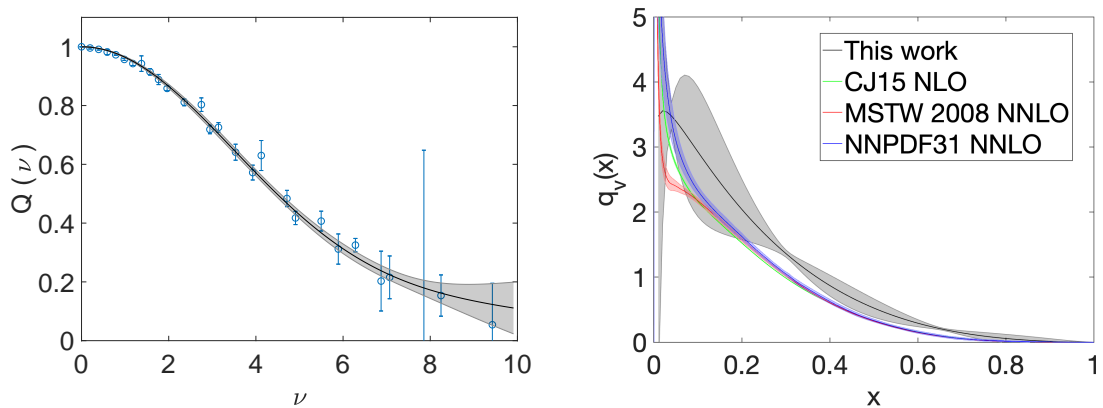 1
0.8
0.6
0.4
0.2
0
Q(ν)
0 2 4 6 8 10
ν
5
4
3
2
1
0
q_v(x)
This work
CJ15 NLO
MSTW 2008 NNLO
NNPDF31 NNLO
0 0.2 0.4 0.6 0.8 1
x